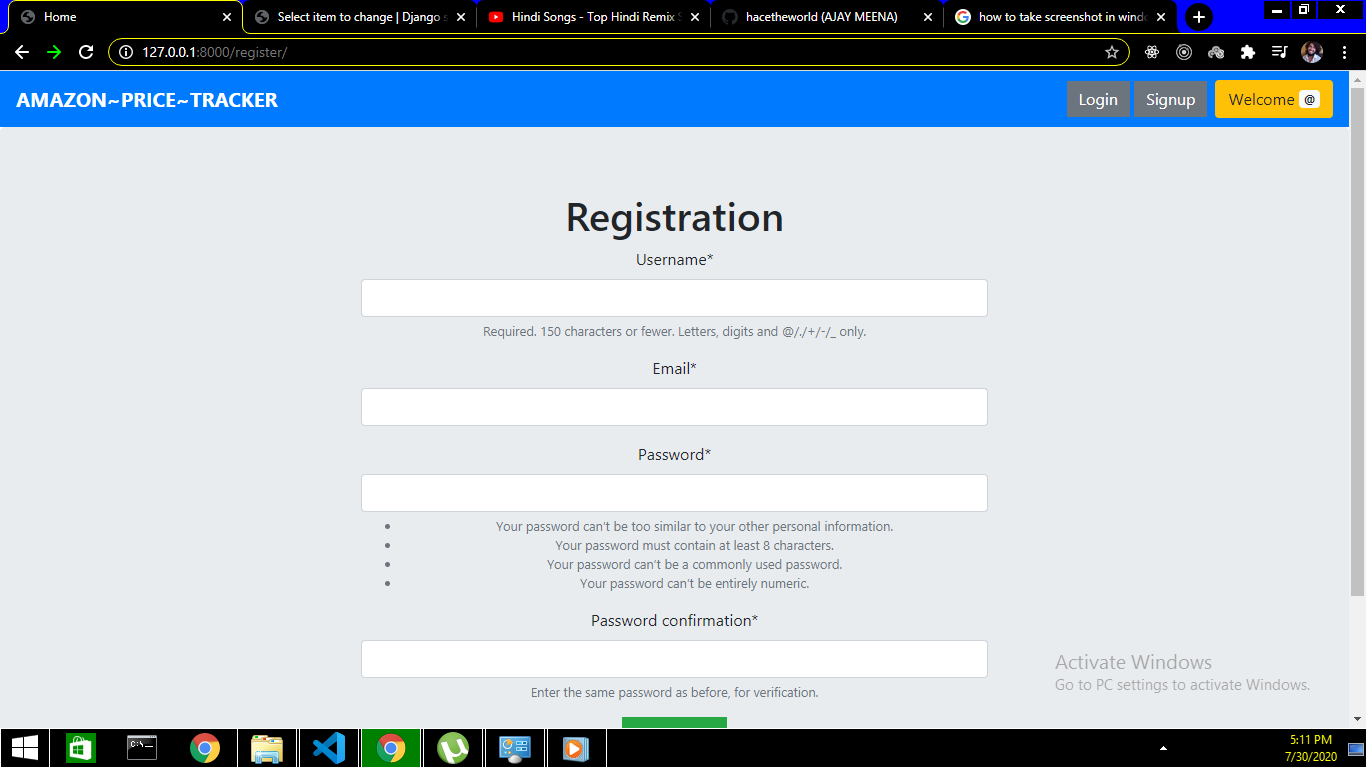 Home
Select item to change | Django s
Hindi Songs - Top Hindi Remix S
hacetheworld (AJAY MEENA)
how to take screenshot in windo
127.0.0.1:8000/register/
AMAZON~PRICE~TRACKER
Login
Signup
Welcome @
Registration
Username*
Required. 150 characters or fewer. Letters, digits and @/./+/-/_ only.
Email*
Password*
Your password can't be too similar to your other personal information.
Your password must contain at least 8 characters.
Your password can't be a commonly used password.
Your password can't be entirely numeric.
Password confirmation*
Enter the same password as before, for verification.
Activate Windows
Go to PC settings to activate Windows.
5:11 PM
7/30/2020